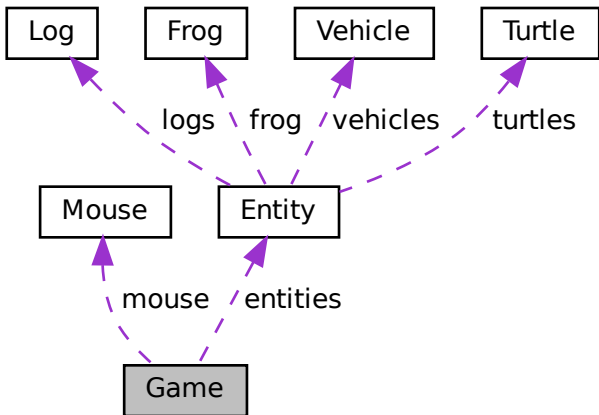 Log
Frog
Vehicle
Turtle
logs
frog
vehicles
turtles
Mouse
Entity
mouse
entities
Game